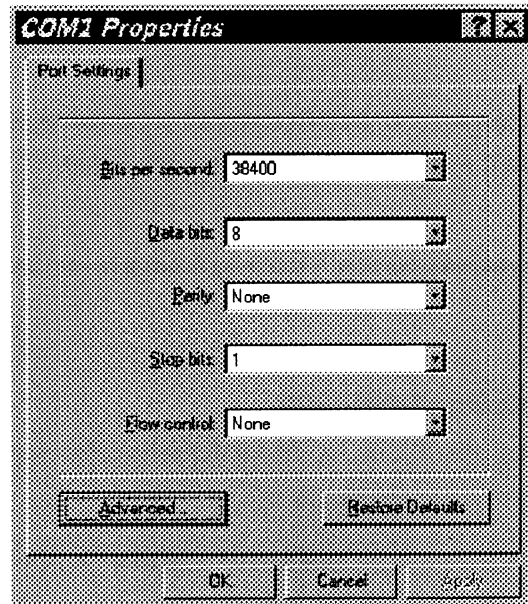 COM1 Properties
Port Settings
Bits per second: 38400
Data bits: 8
Parity: None
Stop bits: 1
Flow control: None
Advanced... Restore Defaults
OK Cancel Apply